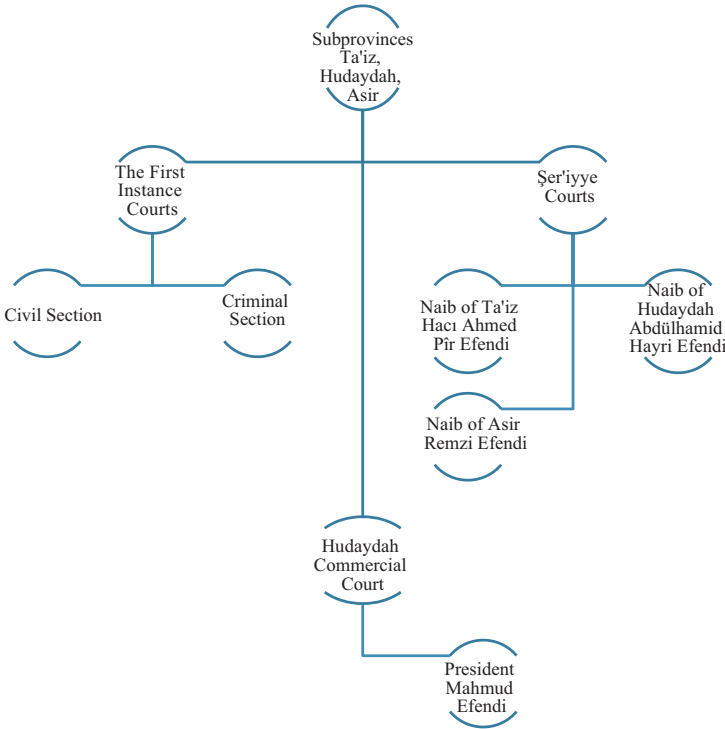 Subprovinces
Ta'iz,
Hudaydah,
Asir
The First
Instance
Courts
Şer'iyye
Courts
Civil Section
Criminal
Section
Naib of Ta'iz
Hacı Ahmed
Pîr Efendi
Naib of
Hudaydah
Abdülhamid
Hayri Efendi
Naib of Asir
Remzi Efendi
Hudaydah
Commercial
Court
President
Mahmud
Efendi